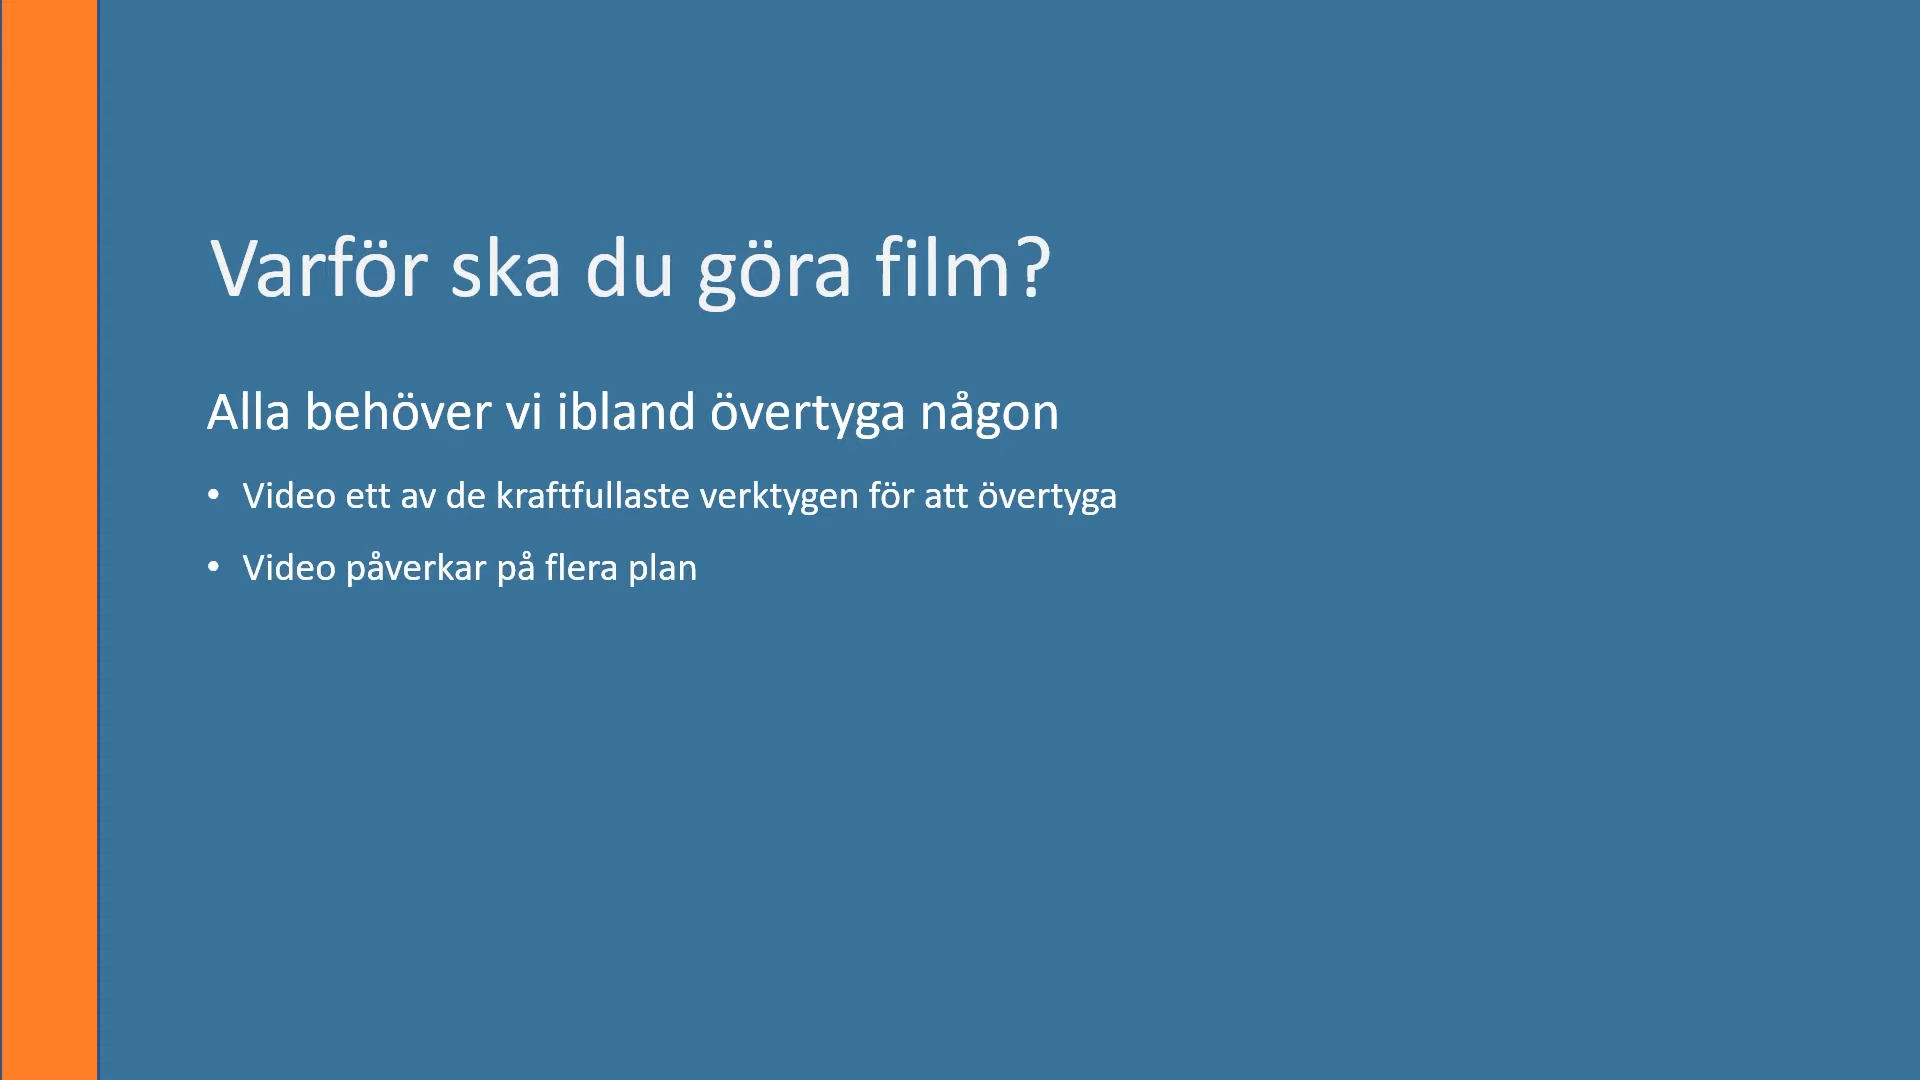 Varför ska du göra film?
Alla behöver vi ibland övertyga någon
• Video ett av de kraftfullaste verktygen för att övertyga
• Video påverkar på flera plan